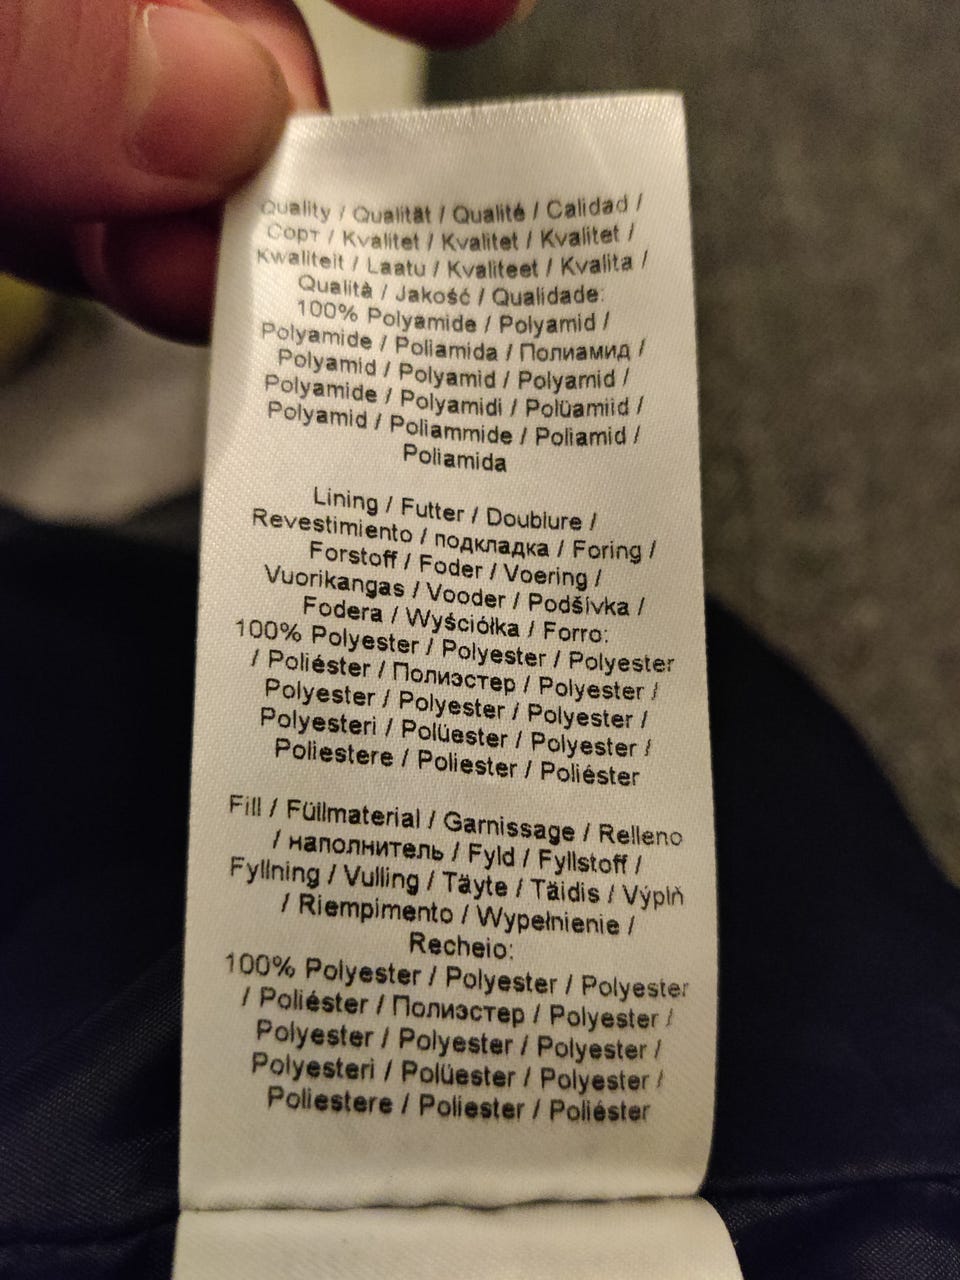 Quality / Qualität / Qualité / Calidad /
Сорт / Kvalitet / Kvalitet / Kvalitet /
Kwaliteit / Laatu / Kvaliteet / Kvalita /
Qualità / Jakość / Qualidade:
100% Polyamide / Polyamid /
Polyamide / Poliamida / Полиамид /
Polyamid / Polyamid / Polyamid /
Polyamide / Polyamidi / Polüamiid /
Polyamid / Poliammide / Poliamid /
Poliamida
Lining / Futter / Doublure /
Revestimiento / подкладка / Foring /
Forstoff / Foder / Voering /
Vuorikangas / Vooder / Podšívka /
Fodera / Wyściółka / Forro:
100% Polyester / Polyester / Polyester
/ Poliéster / Полиэстер / Polyester /
Polyester / Polyester / Polyester /
Polyesteri / Polüester / Polyester /
Poliestere / Poliester / Poliéster
Fill / Füllmaterial / Garnissage / Relleno
/ наполнитель / Fyld / Fyllstoff /
Fyllning / Vulling / Täyte / Täidis / Výplň
/ Riempimento / Wypełnienie /
Recheio:
100% Polyester / Polyester / Polyester
/ Poliéster / Полиэстер / Polyester /
Polyester / Polyester / Polyester /
Polyesteri / Polüester / Polyester /
Poliestere / Poliester / Poliéster